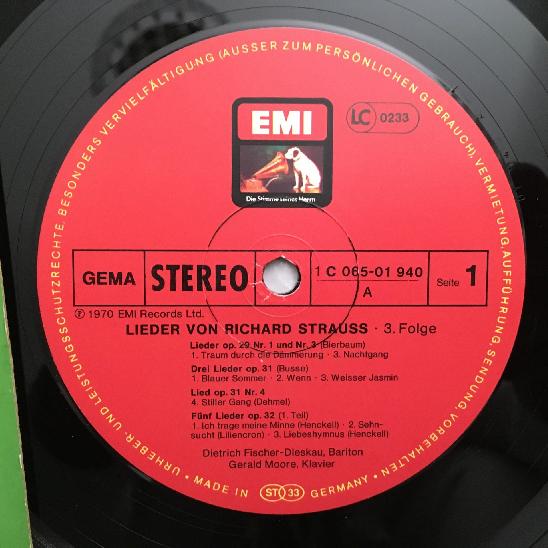 URHEBER- UND LEISTUNGSSCHUTZRECHTE, BESONDERS VERVIELFÄLTIGUNG (AUSSER ZUM PERSÖNLICHEN GEBRAUCH), VERMIETUNG, AUFFÜHRUNG, SENDUNG, VORBEHALTEN
EMI
Die Stimme seines Herrn
LC 0233
GEMA
STEREO
1 C 065-01 940
A
Seite 1
℗ 1970 EMI Records Ltd.
LIEDER VON RICHARD STRAUSS · 3. Folge
Lieder op. 29 Nr. 1 und Nr. 3 (Bierbaum)
1. Traum durch die Dämmerung · 3. Nachtgang
Drei Lieder op. 31 (Busse)
1. Blauer Sommer · 2. Wenn · 3. Weisser Jasmin
Lied op. 31 Nr. 4
4. Stiller Gang (Dehmel)
Fünf Lieder op. 32 (1. Teil)
1. Ich trage meine Minne (Henckell) · 2. Sehn-
sucht (Liliencron) · 3. Liebeshymnus (Henckell)
Dietrich Fischer-Dieskau, Bariton
Gerald Moore, Klavier
MADE IN ST 33 GERMANY